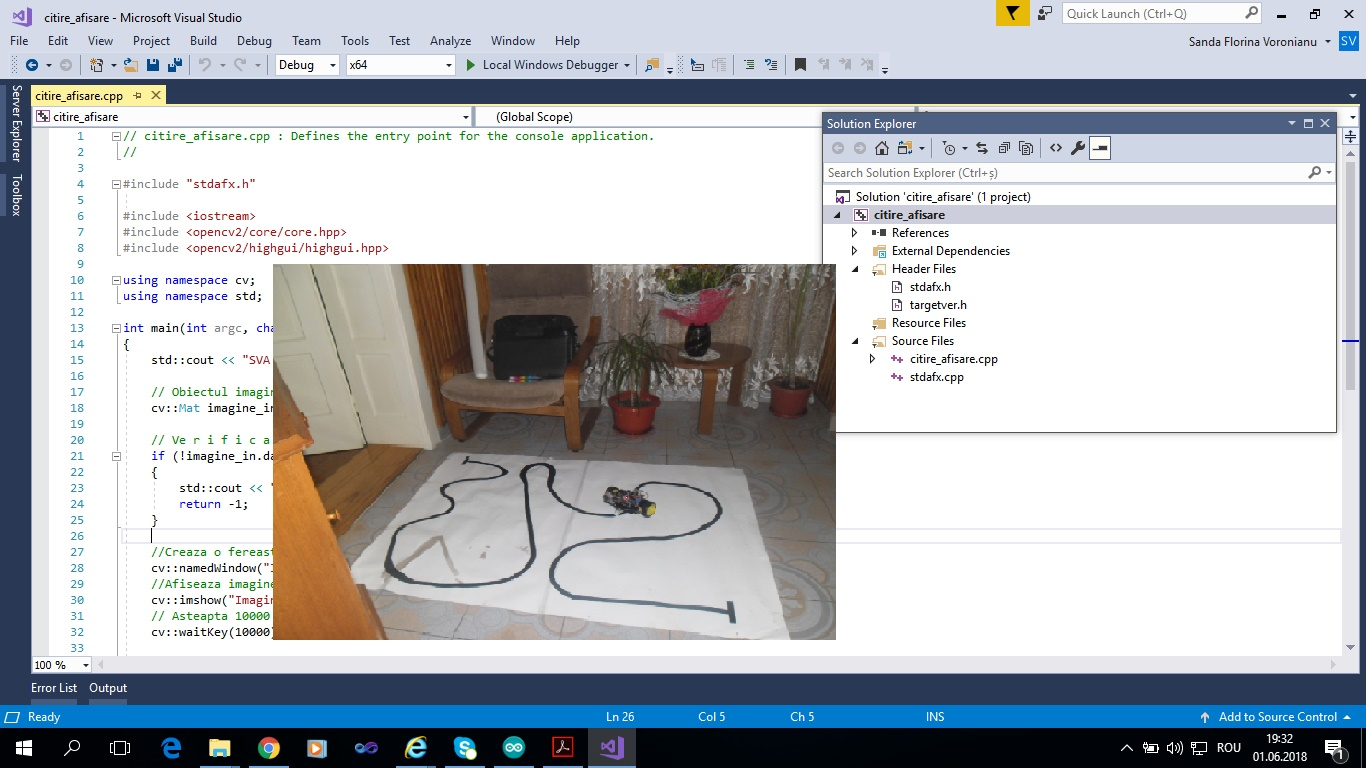 citire_afisare - Microsoft Visual Studio
Quick Launch (Ctrl+Q)
File Edit View Project Build Debug Team Tools Test Analyze Window Help
Sanda Florina Voronianu
SV
Debug
x64
Local Windows Debugger
Server Explorer
Toolbox
citire_afisare.cpp
citire_afisare
(Global Scope)
1 // citire_afisare.cpp : Defines the entry point for the console application.
2 //
3
4 #include "stdafx.h"
5
6 #include <iostream>
7 #include <opencv2/core/core.hpp>
8 #include <opencv2/highgui/highgui.hpp>
9
10 using namespace cv;
11 using namespace std;
12
13 int main(int argc, cha
14 {
15 std::cout << "SVA
16
17 // Obiectul imagin
18 cv::Mat imagine_in
19
20 // Ve r i f i c a
21 if (!imagine_in.da
22 {
23 std::cout << "
24 return -1;
25 }
26
27 //Creaza o fereast
28 cv::namedWindow("I
29 //Afiseaza imagine
30 cv::imshow("Imagin
31 // Asteapta 10000
32 cv::waitKey(10000)
33
Solution Explorer
Search Solution Explorer (Ctrl+ș)
Solution 'citire_afisare' (1 project)
citire_afisare
References
External Dependencies
Header Files
stdafx.h
targetver.h
Resource Files
Source Files
citire_afisare.cpp
stdafx.cpp
100 %
Error List Output
Ready
Ln 26
Col 5
Ch 5
INS
Add to Source Control
ROU
19:32
01.06.2018
1